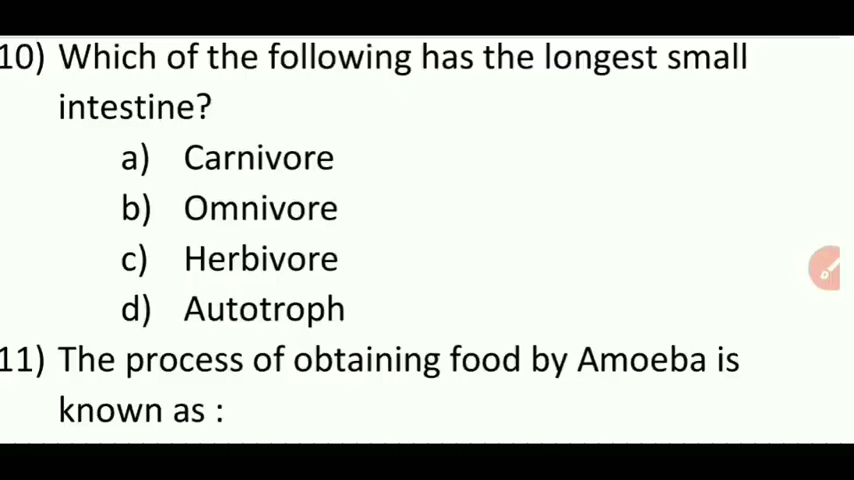 10) Which of the following has the longest small
intestine?
a) Carnivore
b) Omnivore
c) Herbivore
d) Autotroph
11) The process of obtaining food by Amoeba is
known as :